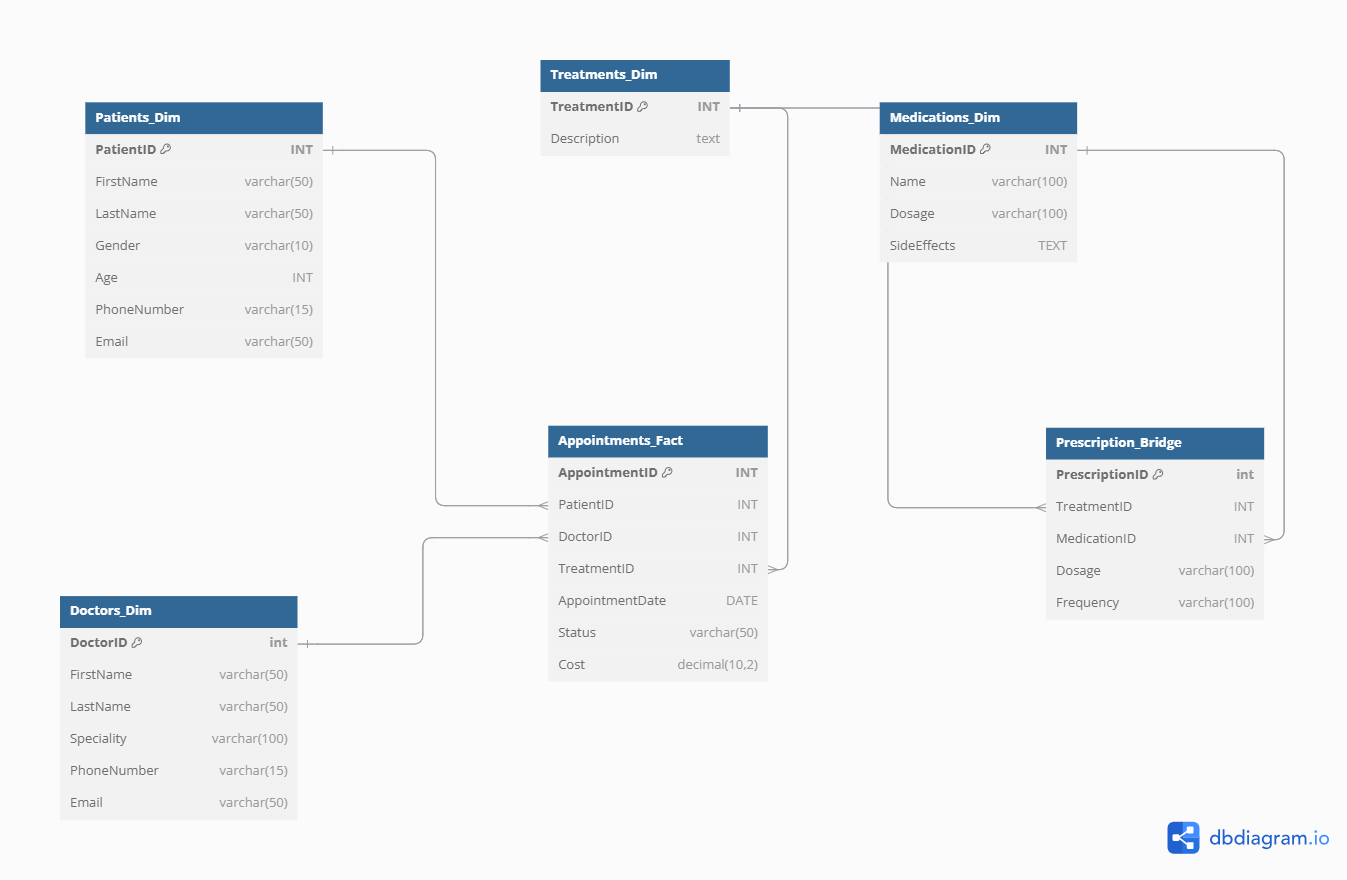 Treatments_Dim
TreatmentID INT
Description text
Patients_Dim
PatientID INT
FirstName varchar(50)
LastName varchar(50)
Gender varchar(10)
Age INT
PhoneNumber varchar(15)
Email varchar(50)
Medications_Dim
MedicationID INT
Name varchar(100)
Dosage varchar(100)
SideEffects TEXT
Appointments_Fact
AppointmentID INT
PatientID INT
DoctorID INT
TreatmentID INT
AppointmentDate DATE
Status varchar(50)
Cost decimal(10,2)
Prescription_Bridge
PrescriptionID int
TreatmentID INT
MedicationID INT
Dosage varchar(100)
Frequency varchar(100)
Doctors_Dim
DoctorID int
FirstName varchar(50)
LastName varchar(50)
Speciality varchar(100)
PhoneNumber varchar(15)
Email varchar(50)
dbdiagram.io